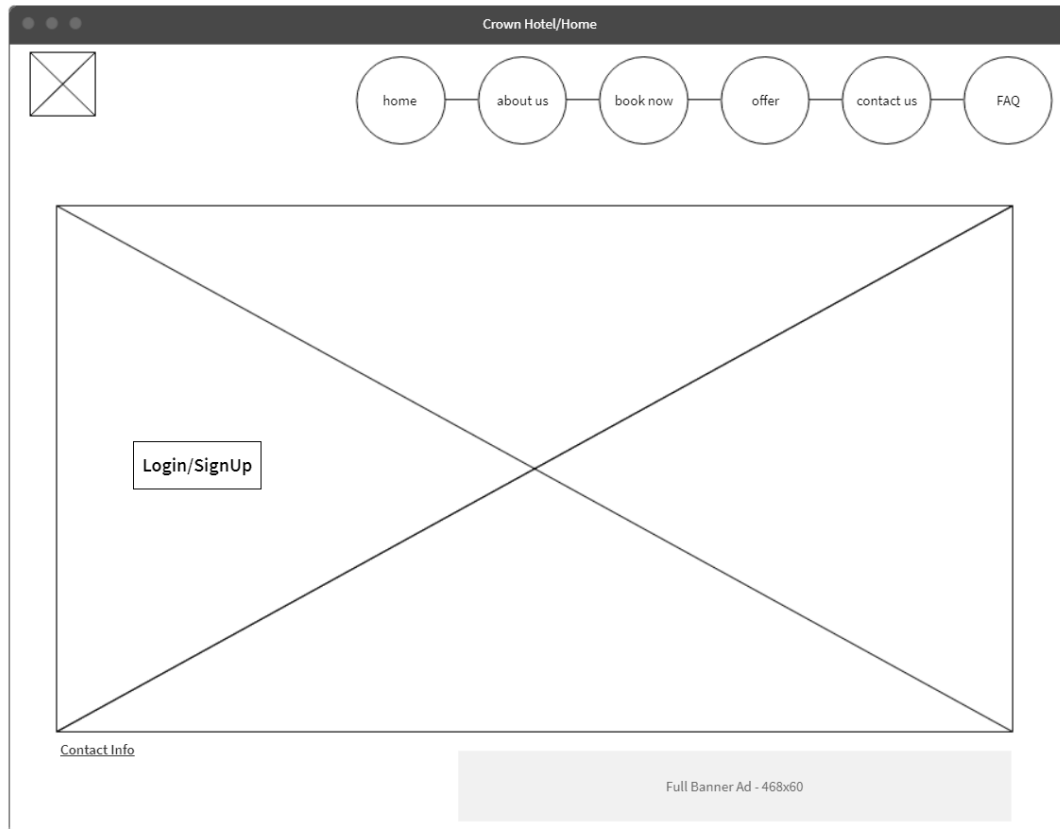 Crown Hotel/Home
home
about us
book now
offer
contact us
FAQ
Login/SignUp
Contact Info
Full Banner Ad - 468x60